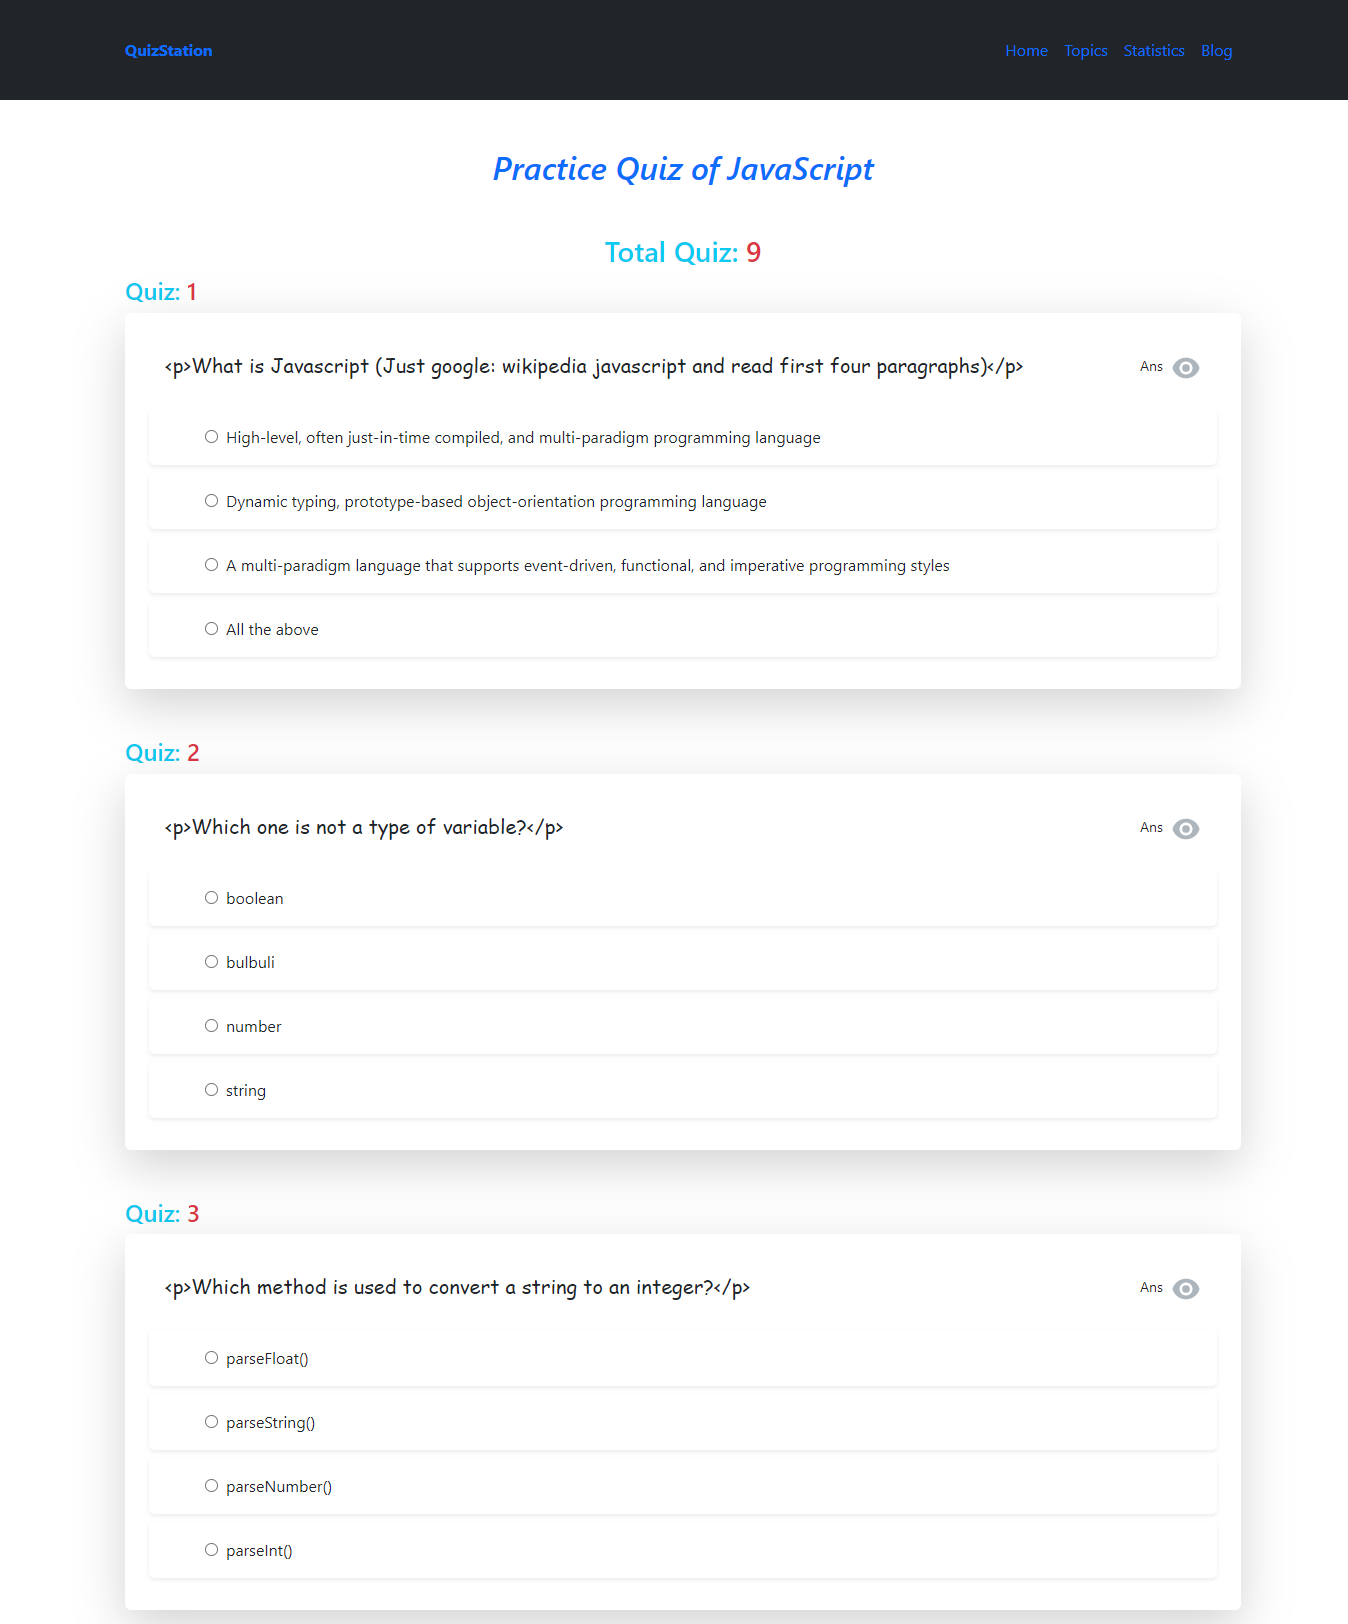 QuizStation Home Topics Statistics Blog
Practice Quiz of JavaScript
Total Quiz: 9
Quiz: 1
<p>What is Javascript (Just google: wikipedia javascript and read first four paragraphs)</p> Ans
High-level, often just-in-time compiled, and multi-paradigm programming language
Dynamic typing, prototype-based object-orientation programming language
A multi-paradigm language that supports event-driven, functional, and imperative programming styles
All the above
Quiz: 2
<p>Which one is not a type of variable?</p> Ans
boolean
bulbuli
number
string
Quiz: 3
<p>Which method is used to convert a string to an integer?</p> Ans
parseFloat()
parseString()
parseNumber()
parseInt()